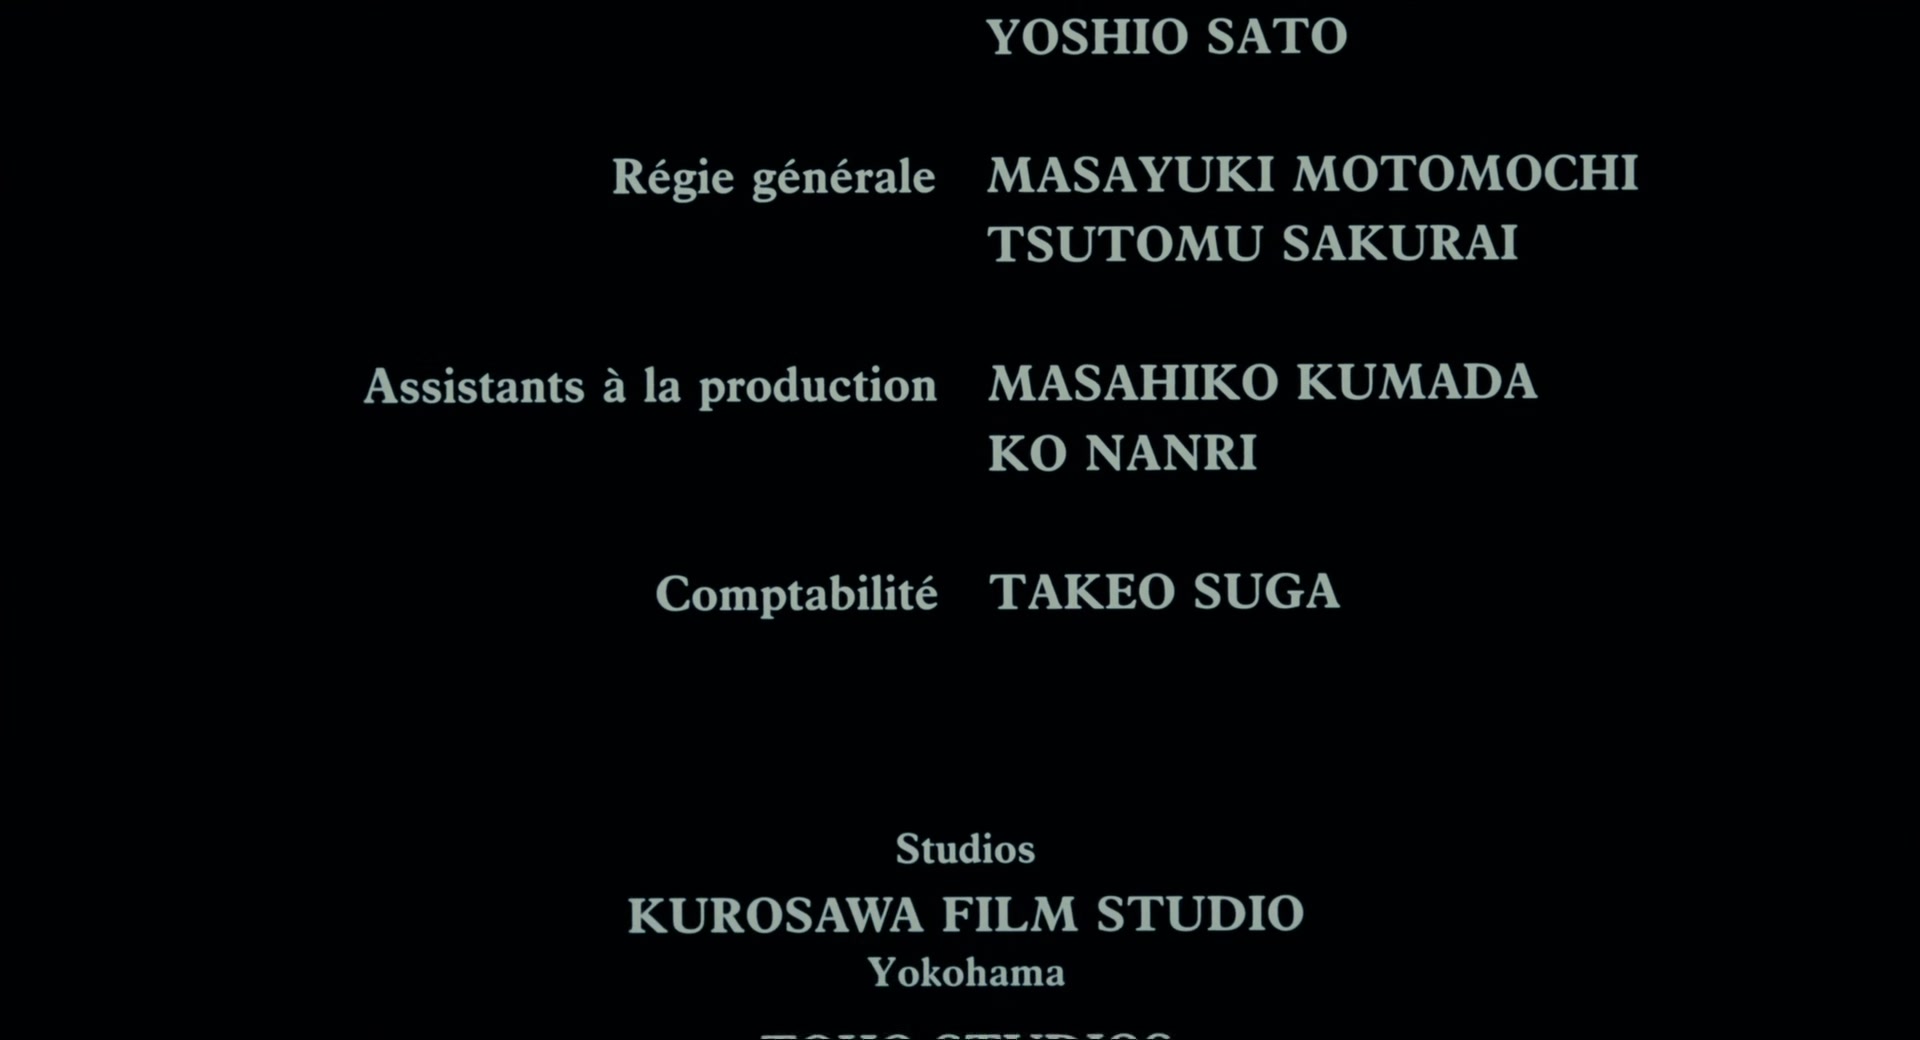 YOSHIO SATO
Régie générale MASAYUKI MOTOMOCHI
TSUTOMU SAKURAI
Assistants à la production MASAHIKO KUMADA
KO NANRI
Comptabilité TAKEO SUGA
Studios
KUROSAWA FILM STUDIO
Yokohama